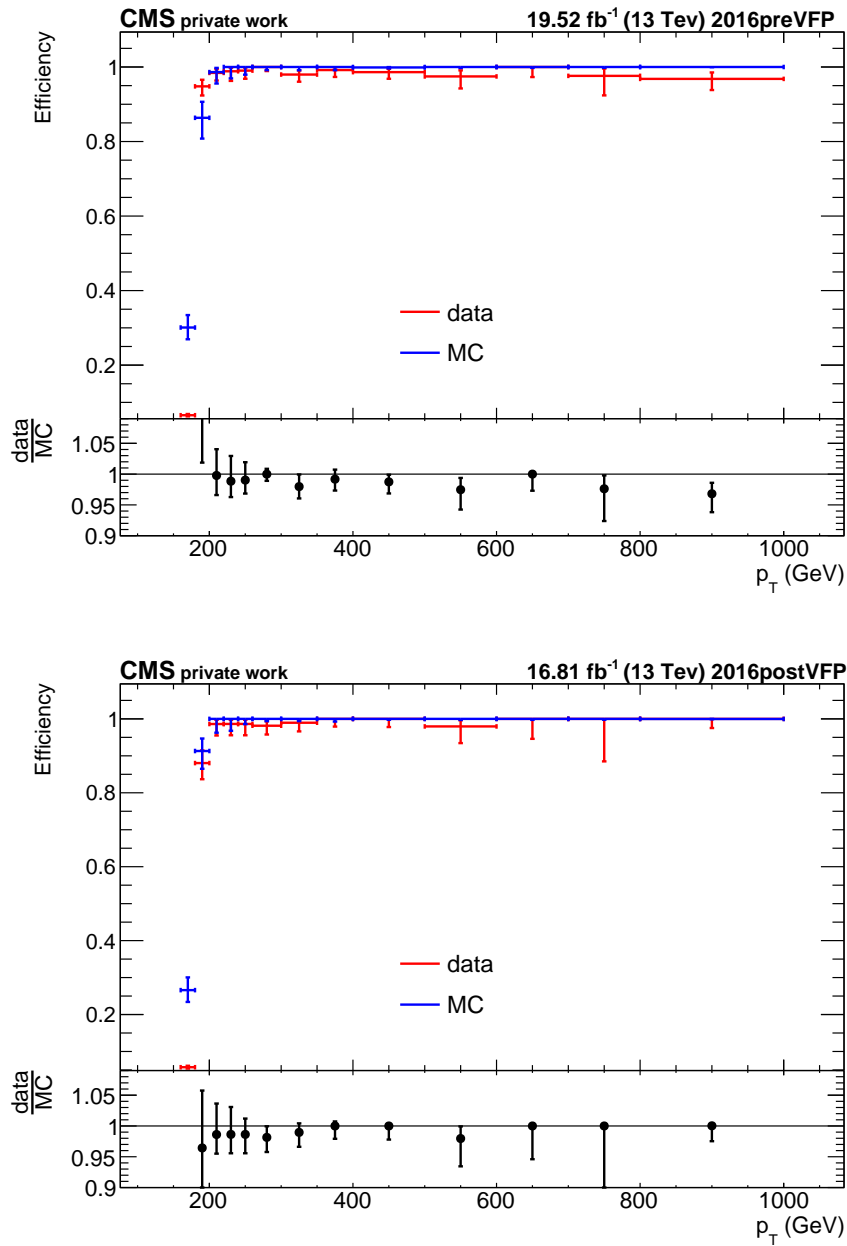 CMS private work 19.52 fb⁻¹ (13 Tev) 2016preVFP
Efficiency
1
0.8
0.6
0.4
0.2
data
MC
data
MC
1.05
1
0.95
0.9
200 400 600 800 1000
p_T (GeV)
CMS private work 16.81 fb⁻¹ (13 Tev) 2016postVFP
Efficiency
1
0.8
0.6
0.4
0.2
data
MC
data
MC
1.05
1
0.95
0.9
200 400 600 800 1000
p_T (GeV)